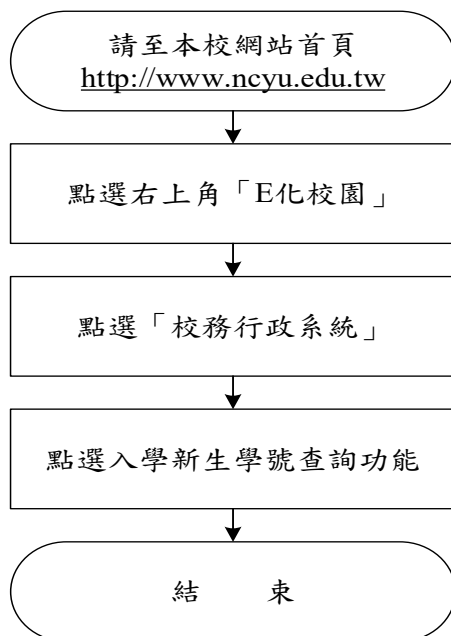 請至本校網站首頁
http://www.ncyu.edu.tw
點選右上角「E化校園」
點選「校務行政系統」
點選入學新生學號查詢功能
結　　束